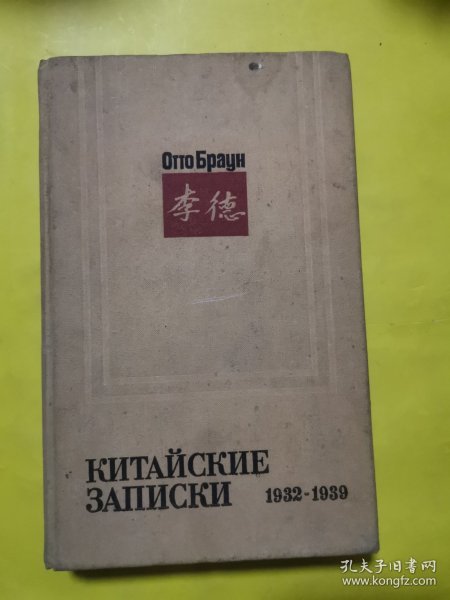 Отто Браун
李德
КИТАЙСКИЕ
ЗАПИСКИ 1932-1939
孔夫子旧书网
www.kongfz.com